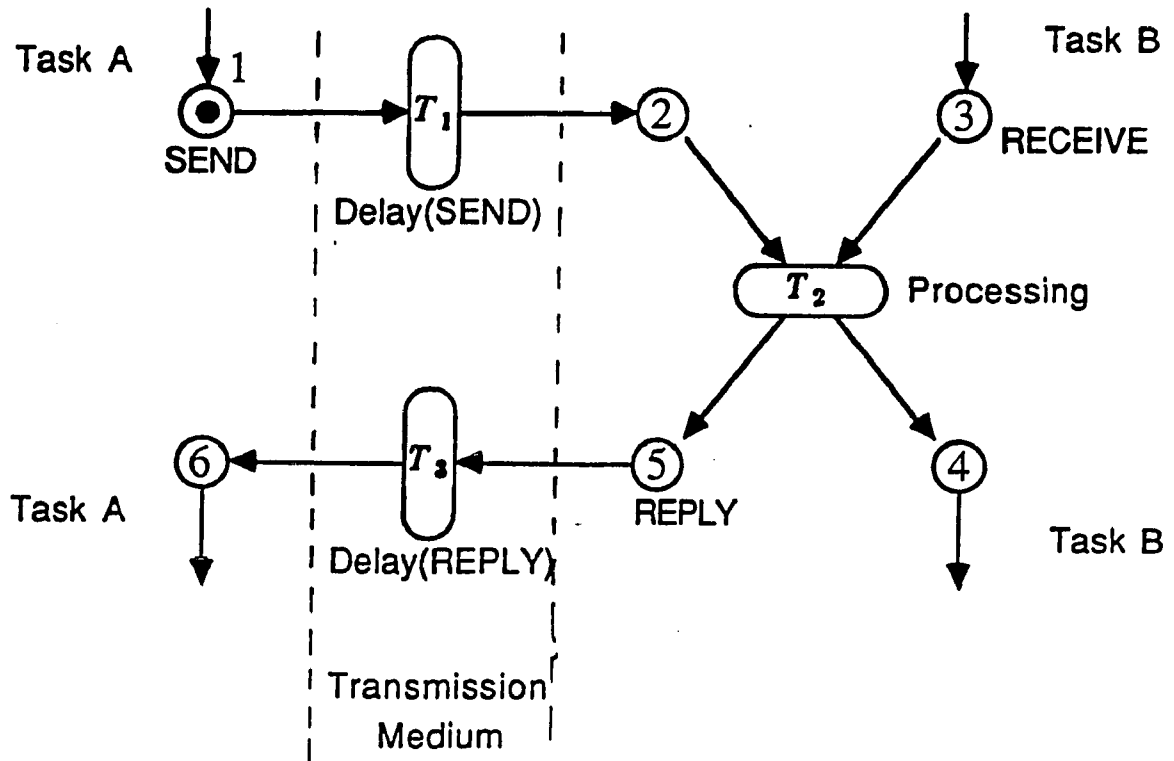 Task A
1
T1
2
3
Task B
SEND
RECEIVE
Delay(SEND)
T2
Processing
6
T3
5
4
Task A
REPLY
Task B
Delay(REPLY)
Transmission
Medium